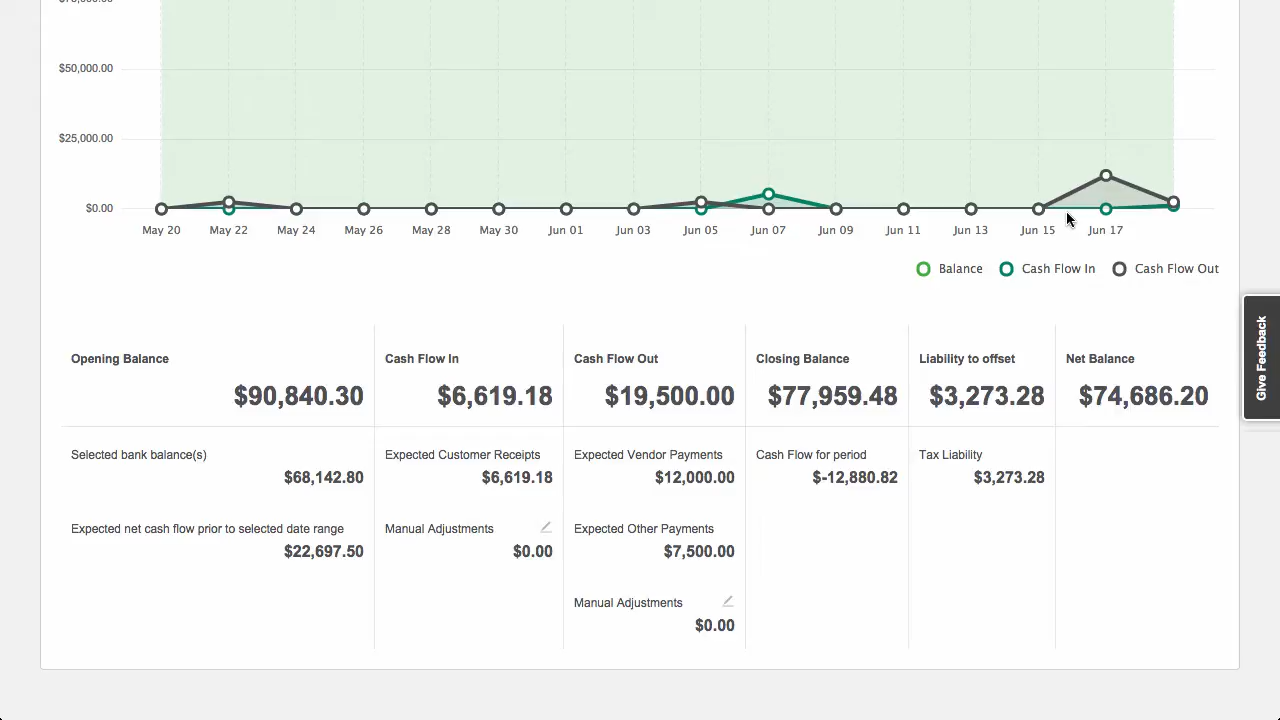 $50,000.00
$25,000.00
$0.00
May 20 May 22 May 24 May 26 May 28 May 30 Jun 01 Jun 03 Jun 05 Jun 07 Jun 09 Jun 11 Jun 13 Jun 15 Jun 17
Balance Cash Flow In Cash Flow Out
Give Feedback
Opening Balance Cash Flow In Cash Flow Out Closing Balance Liability to offset Net Balance
$90,840.30 $6,619.18 $19,500.00 $77,959.48 $3,273.28 $74,686.20
Selected bank balance(s) Expected Customer Receipts Expected Vendor Payments Cash Flow for period Tax Liability
$68,142.80 $6,619.18 $12,000.00 $-12,880.82 $3,273.28
Expected net cash flow prior to selected date range Manual Adjustments Expected Other Payments
$22,697.50 $0.00 $7,500.00
Manual Adjustments
$0.00